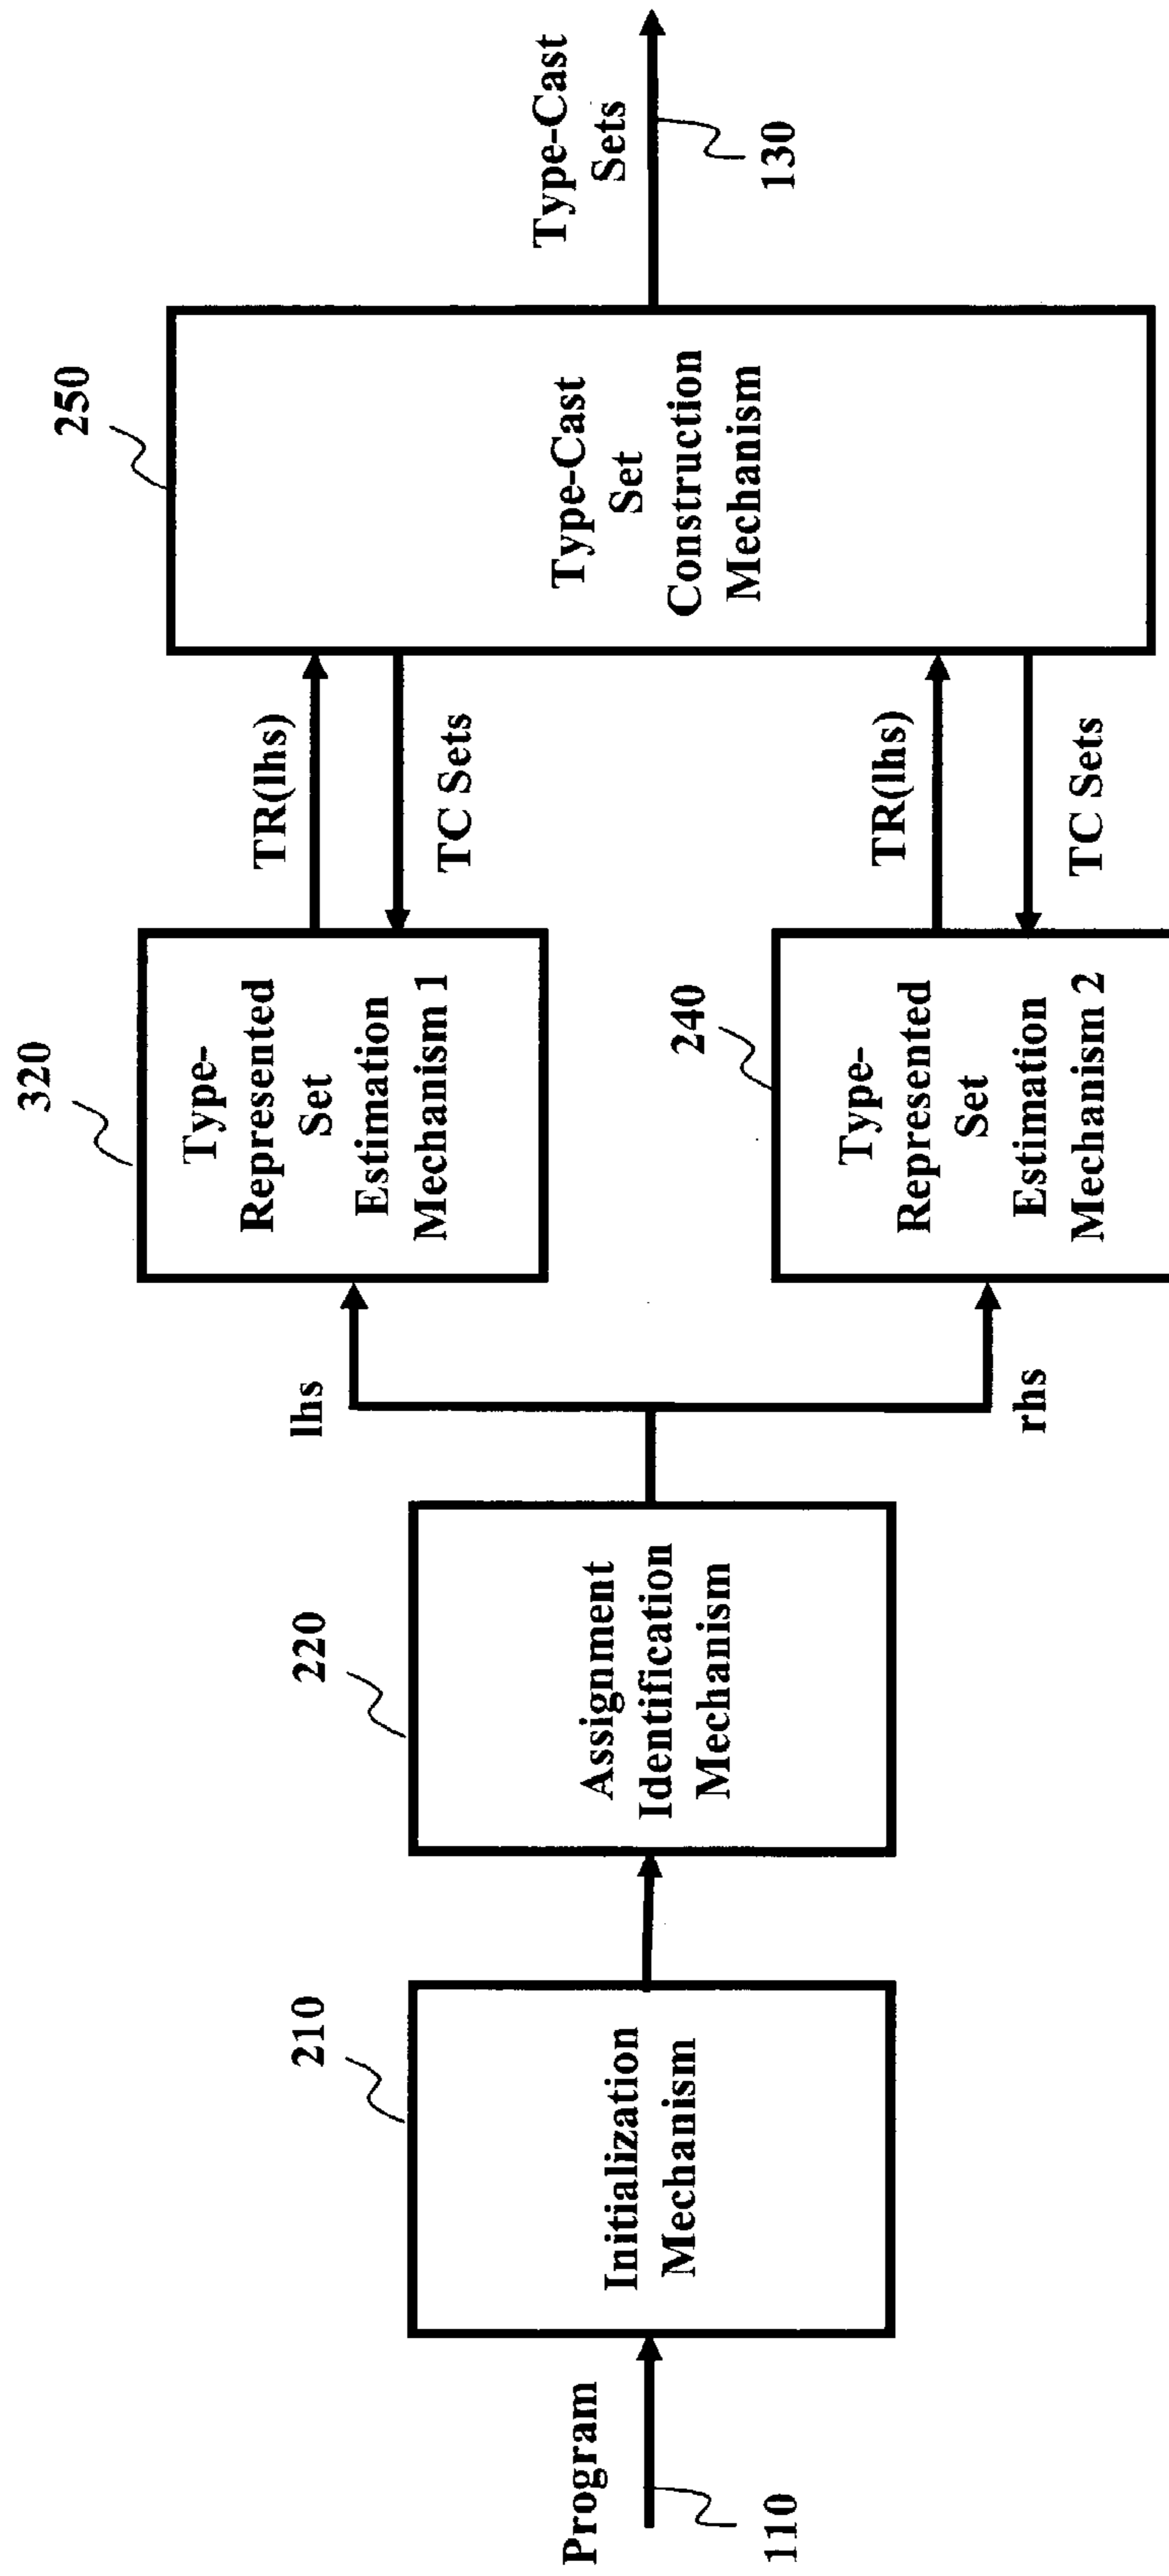 Program
110
210
Initialization
Mechanism
220
Assignment
Identification
Mechanism
lhs
rhs
320
Type-
Represented
Set
Estimation
Mechanism 1
240
Type-
Represented
Set
Estimation
Mechanism 2
TR(lhs)
TC Sets
TR(lhs)
TC Sets
250
Type-Cast
Set
Construction
Mechanism
Type-Cast
Sets
130